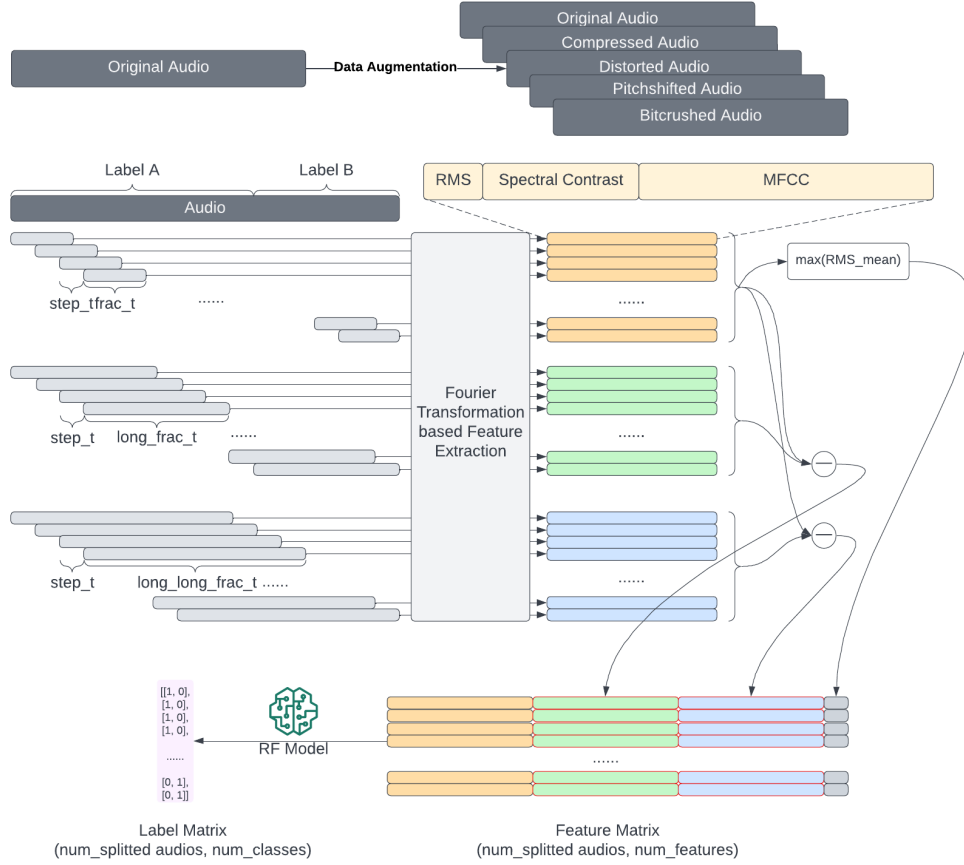 Original Audio
Data Augmentation
Original Audio
Compressed Audio
Distorted Audio
Pitchshifted Audio
Bitcrushed Audio
Label A
Label B
Audio
RMS
Spectral Contrast
MFCC
max(RMS_mean)
step_t
frac_t
......
......
Fourier
Transformation
based Feature
Extraction
step_t
long_frac_t
......
......
step_t
long_long_frac_t
......
......
[[1, 0],
[1, 0],
[1, 0],
[1, 0],
......
[0, 1],
[0, 1]]
RF Model
......
Label Matrix
(num_splitted audios, num_classes)
Feature Matrix
(num_splitted audios, num_features)